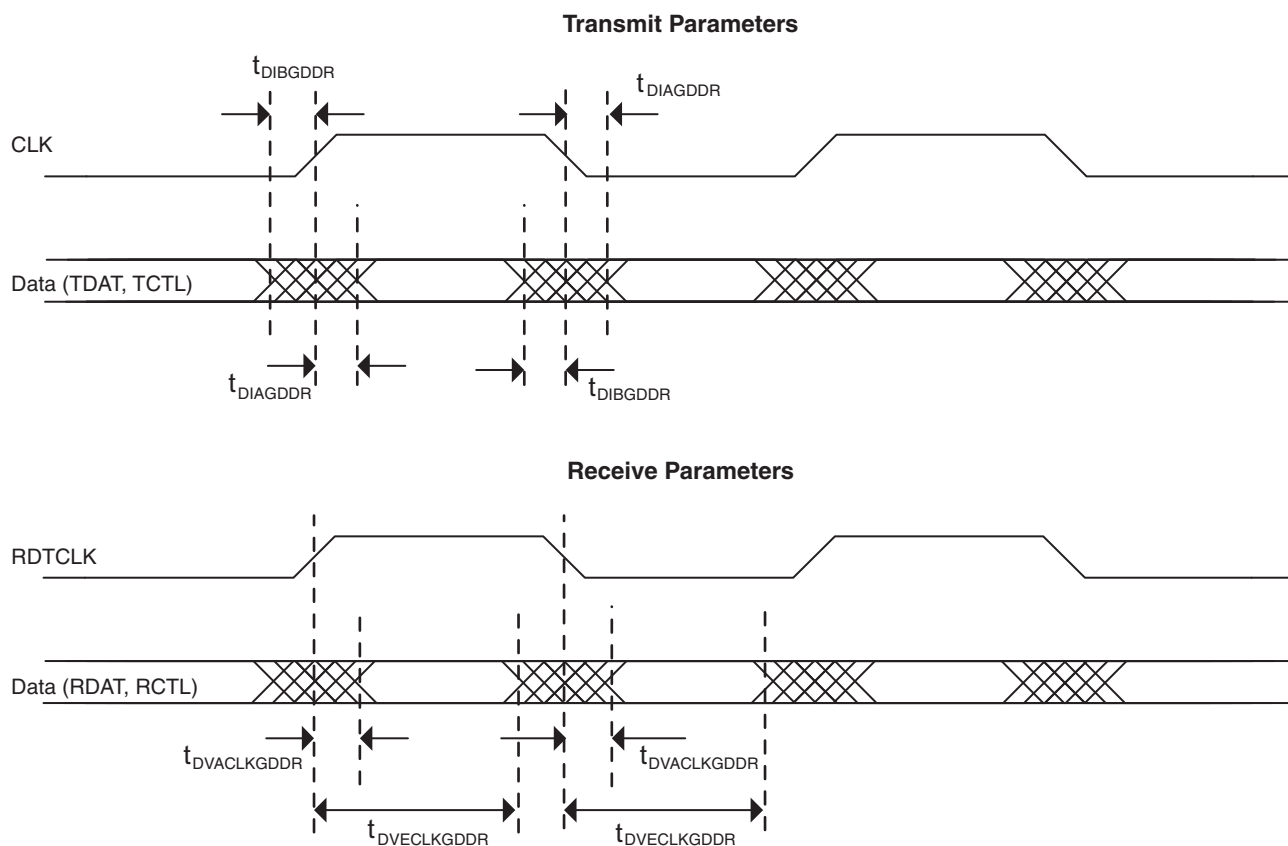 Transmit Parameters
tDIBGDDR
tDIAGDDR
CLK
Data (TDAT, TCTL)
tDIAGDDR
tDIBGDDR
Receive Parameters
RDTCLK
Data (RDAT, RCTL)
tDVACLKGDDR
tDVACLKGDDR
tDVECLKGDDR
tDVECLKGDDR